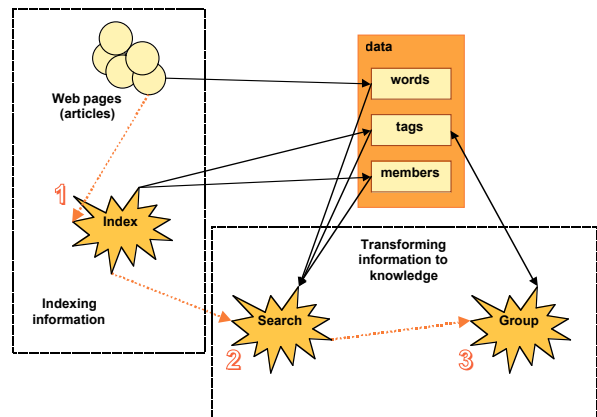 data
words
tags
members
Web pages
(articles)
1
Index
Indexing
information
Transforming
information to
knowledge
Search
2
Group
3